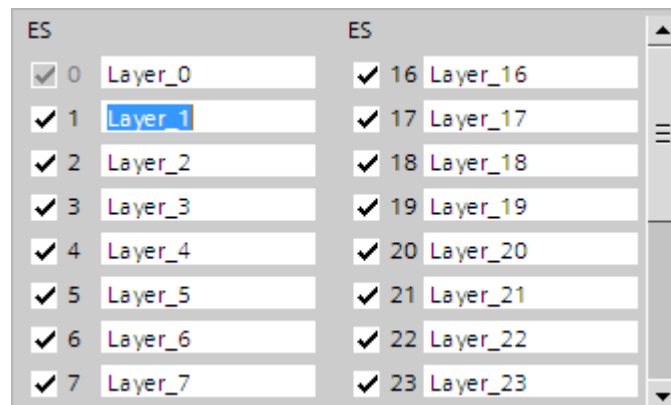 ES ES
0 Layer_0 16 Layer_16
1 Layer_1 17 Layer_17
2 Layer_2 18 Layer_18
3 Layer_3 19 Layer_19
4 Layer_4 20 Layer_20
5 Layer_5 21 Layer_21
6 Layer_6 22 Layer_22
7 Layer_7 23 Layer_23